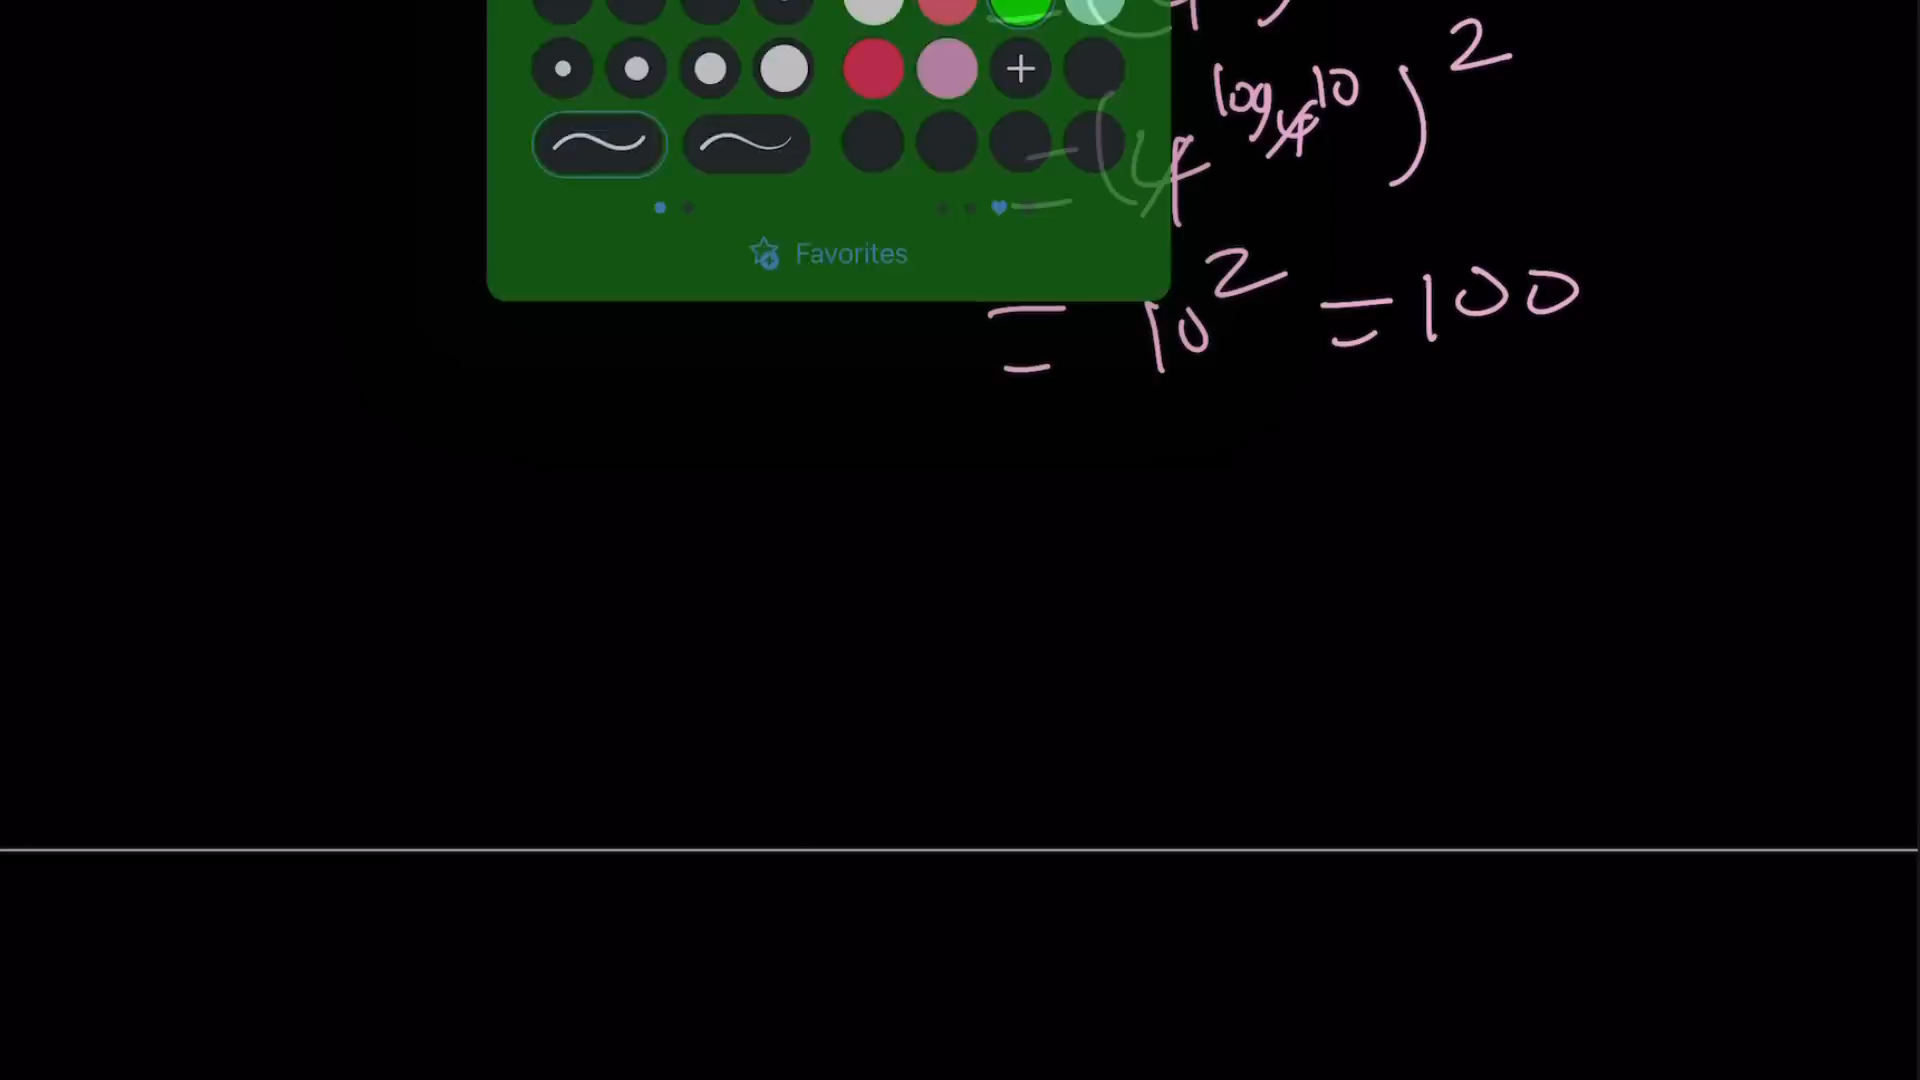 = (4^{log_4 10})^2
Favorites
= 10^2 = 100